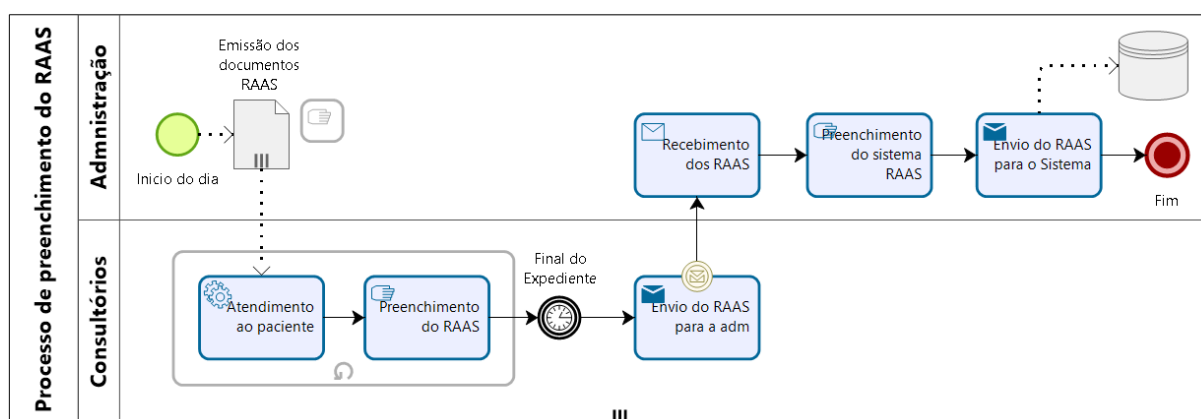 Processo de preenchimento do RAAS
Administração
Emissão dos
documentos
RAAS
Inicio do dia
Recebimento
dos RAAS
Preenchimento
do sistema
RAAS
Envio do RAAS
para o Sistema
Fim
Consultórios
Atendimento
ao paciente
Preenchimento
do RAAS
Final do
Expediente
Envio do RAAS
para a adm